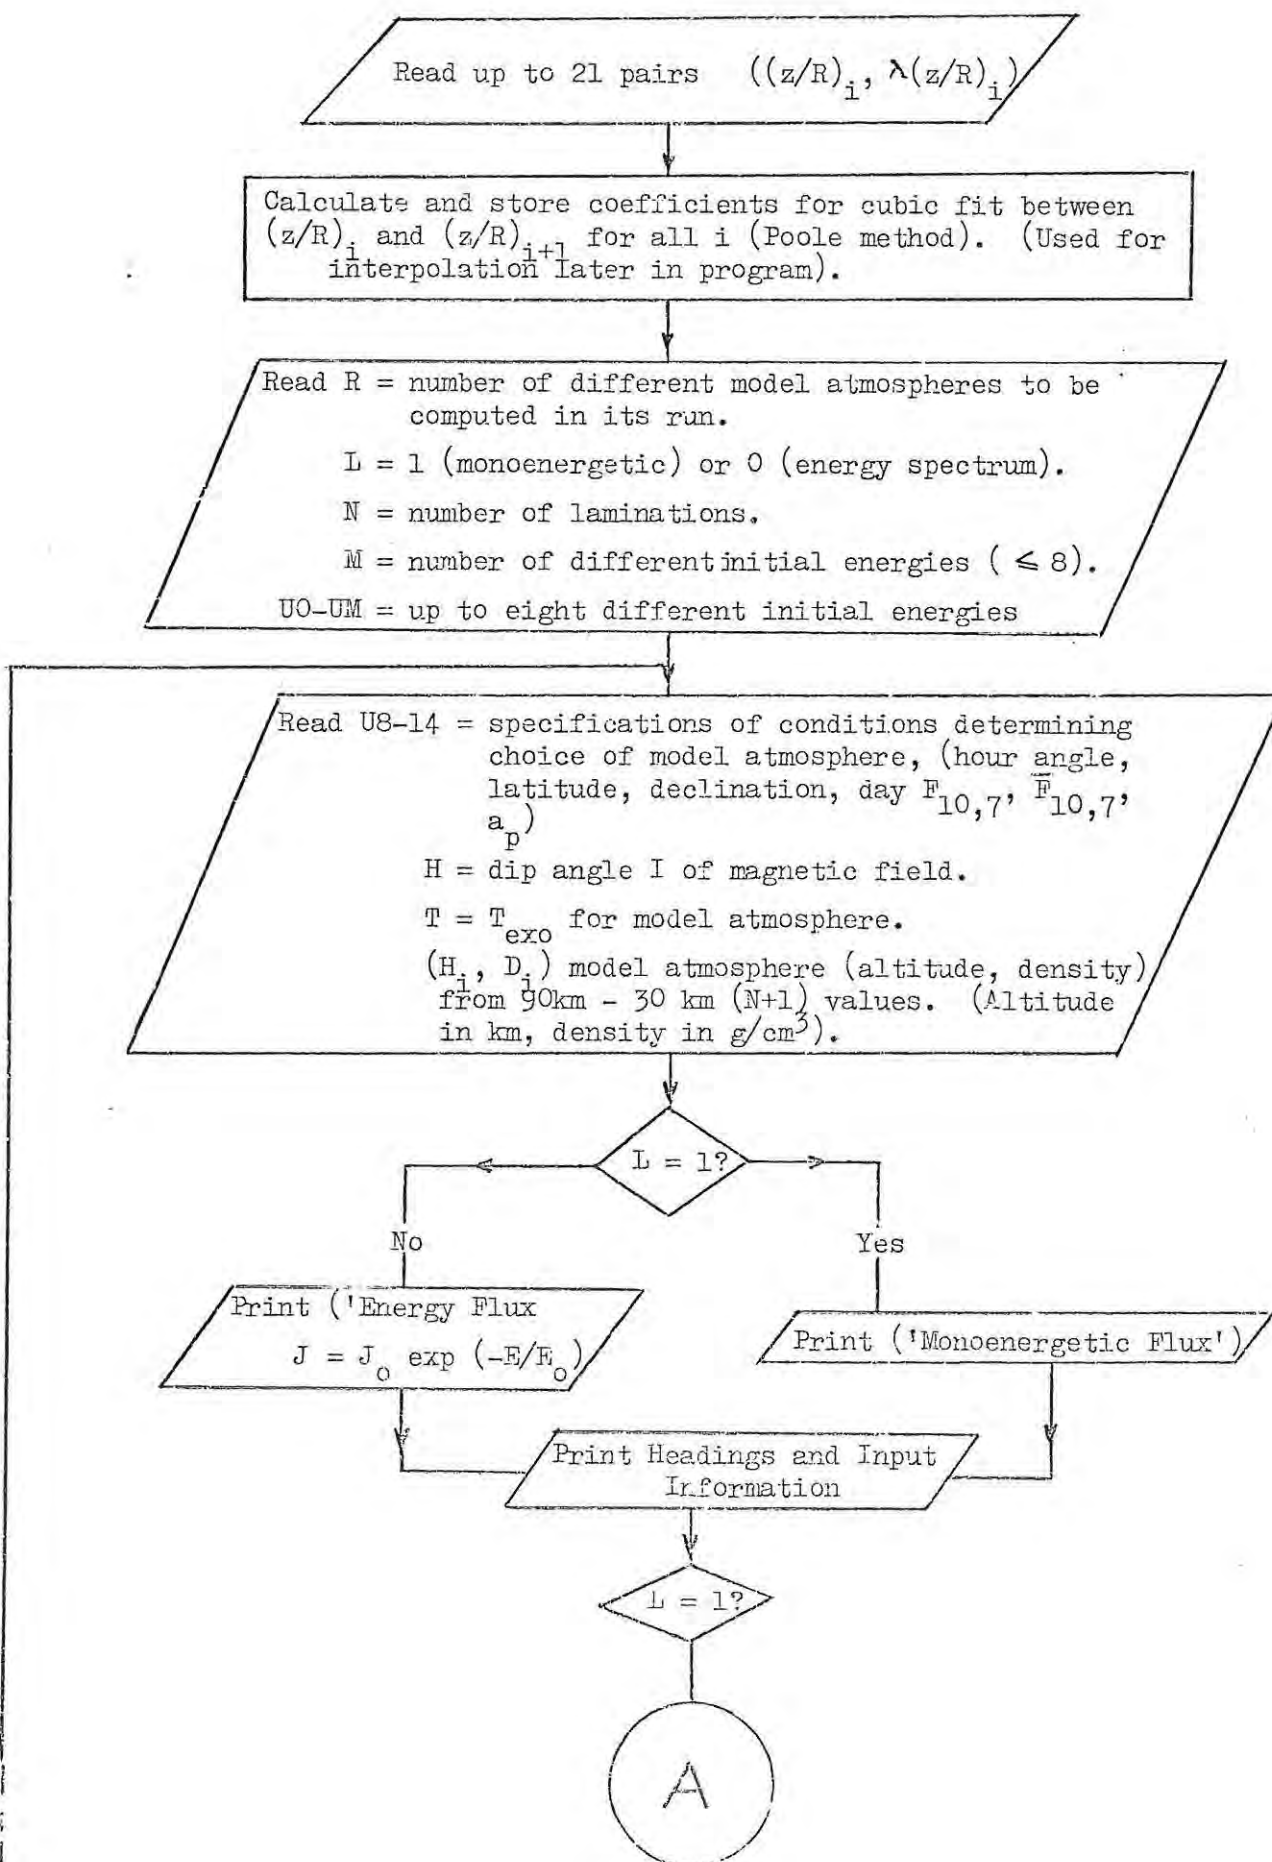 Read up to 21 pairs ((z/R)i, λ(z/R)i)
Calculate and store coefficients for cubic fit between
(z/R)i and (z/R)i+1 for all i (Poole method). (Used for
interpolation later in program).
Read R = number of different model atmospheres to be
computed in its run.
L = 1 (monoenergetic) or 0 (energy spectrum).
N = number of laminations.
M = number of different initial energies ( ≤ 8).
U0-UM = up to eight different initial energies
Read U8-14 = specifications of conditions determining
choice of model atmosphere, (hour angle,
latitude, declination, day F10,7, F̅10,7,
ap)
H = dip angle I of magnetic field.
T = Texo for model atmosphere.
(Hi, Di) model atmosphere (altitude, density)
from 90km - 30 km (N+1) values. (Altitude
in km, density in g/cm³).
L = 1?
No
Yes
Print ('Energy Flux
J = Jo exp (-E/Eo)
Print ('Monoenergetic Flux')
Print Headings and Input
Information
L = 1?
A